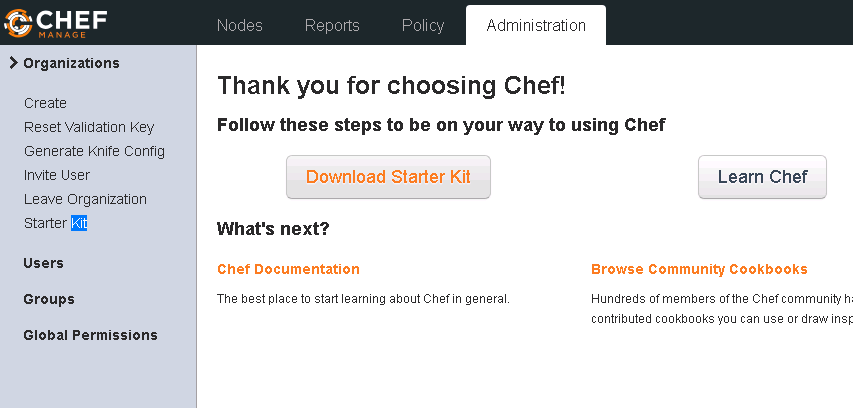 CHEF
MANAGE
Nodes
Reports
Policy
Administration
Organizations
Create
Reset Validation Key
Generate Knife Config
Invite User
Leave Organization
Starter Kit
Users
Groups
Global Permissions
Thank you for choosing Chef!
Follow these steps to be on your way to using Chef
Download Starter Kit
Learn Chef
What's next?
Chef Documentation
The best place to start learning about Chef in general.
Browse Community Cookbooks
Hundreds of members of the Chef community
contributed cookbooks you can use or draw